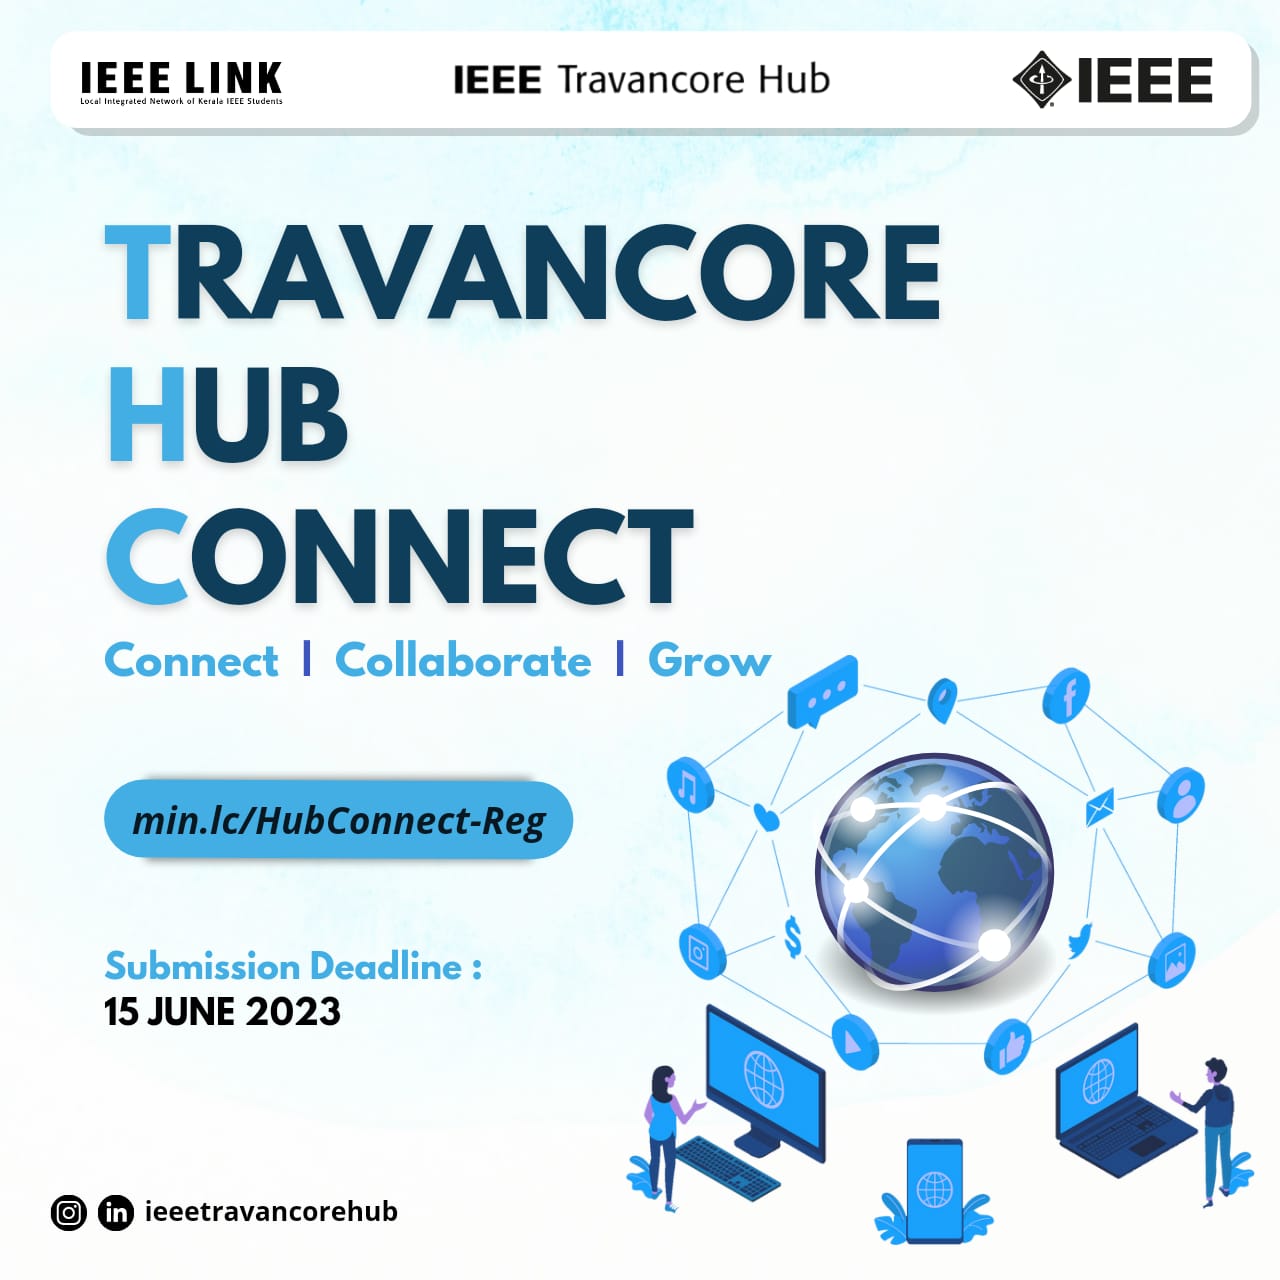 IEEE LINK
Local Integrated Network of Kerala IEEE Students
IEEE Travancore Hub
IEEE
TRAVANCORE
HUB
CONNECT
Connect | Collaborate | Grow
min.lc/HubConnect-Reg
Submission Deadline :
15 JUNE 2023
ieeetravancorehub